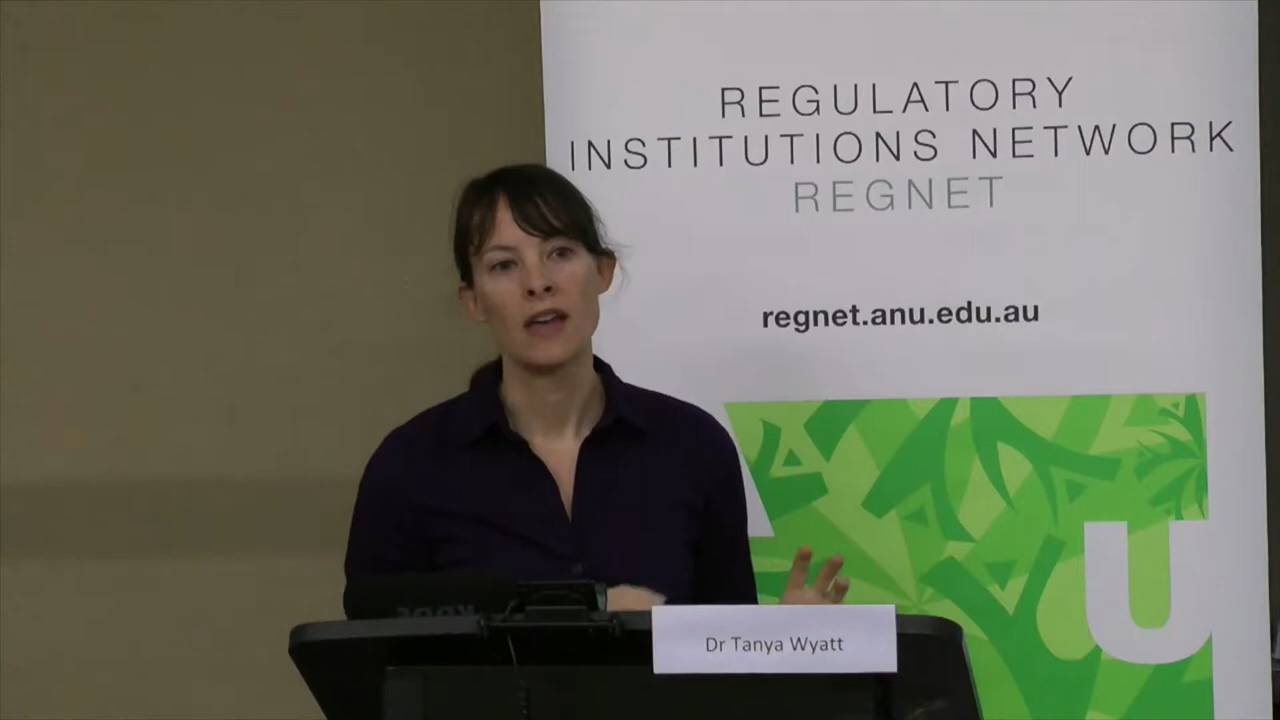 REGULATORY
INSTITUTIONS NETWORK
REGNET
regnet.anu.edu.au
U
Dr Tanya Wyatt